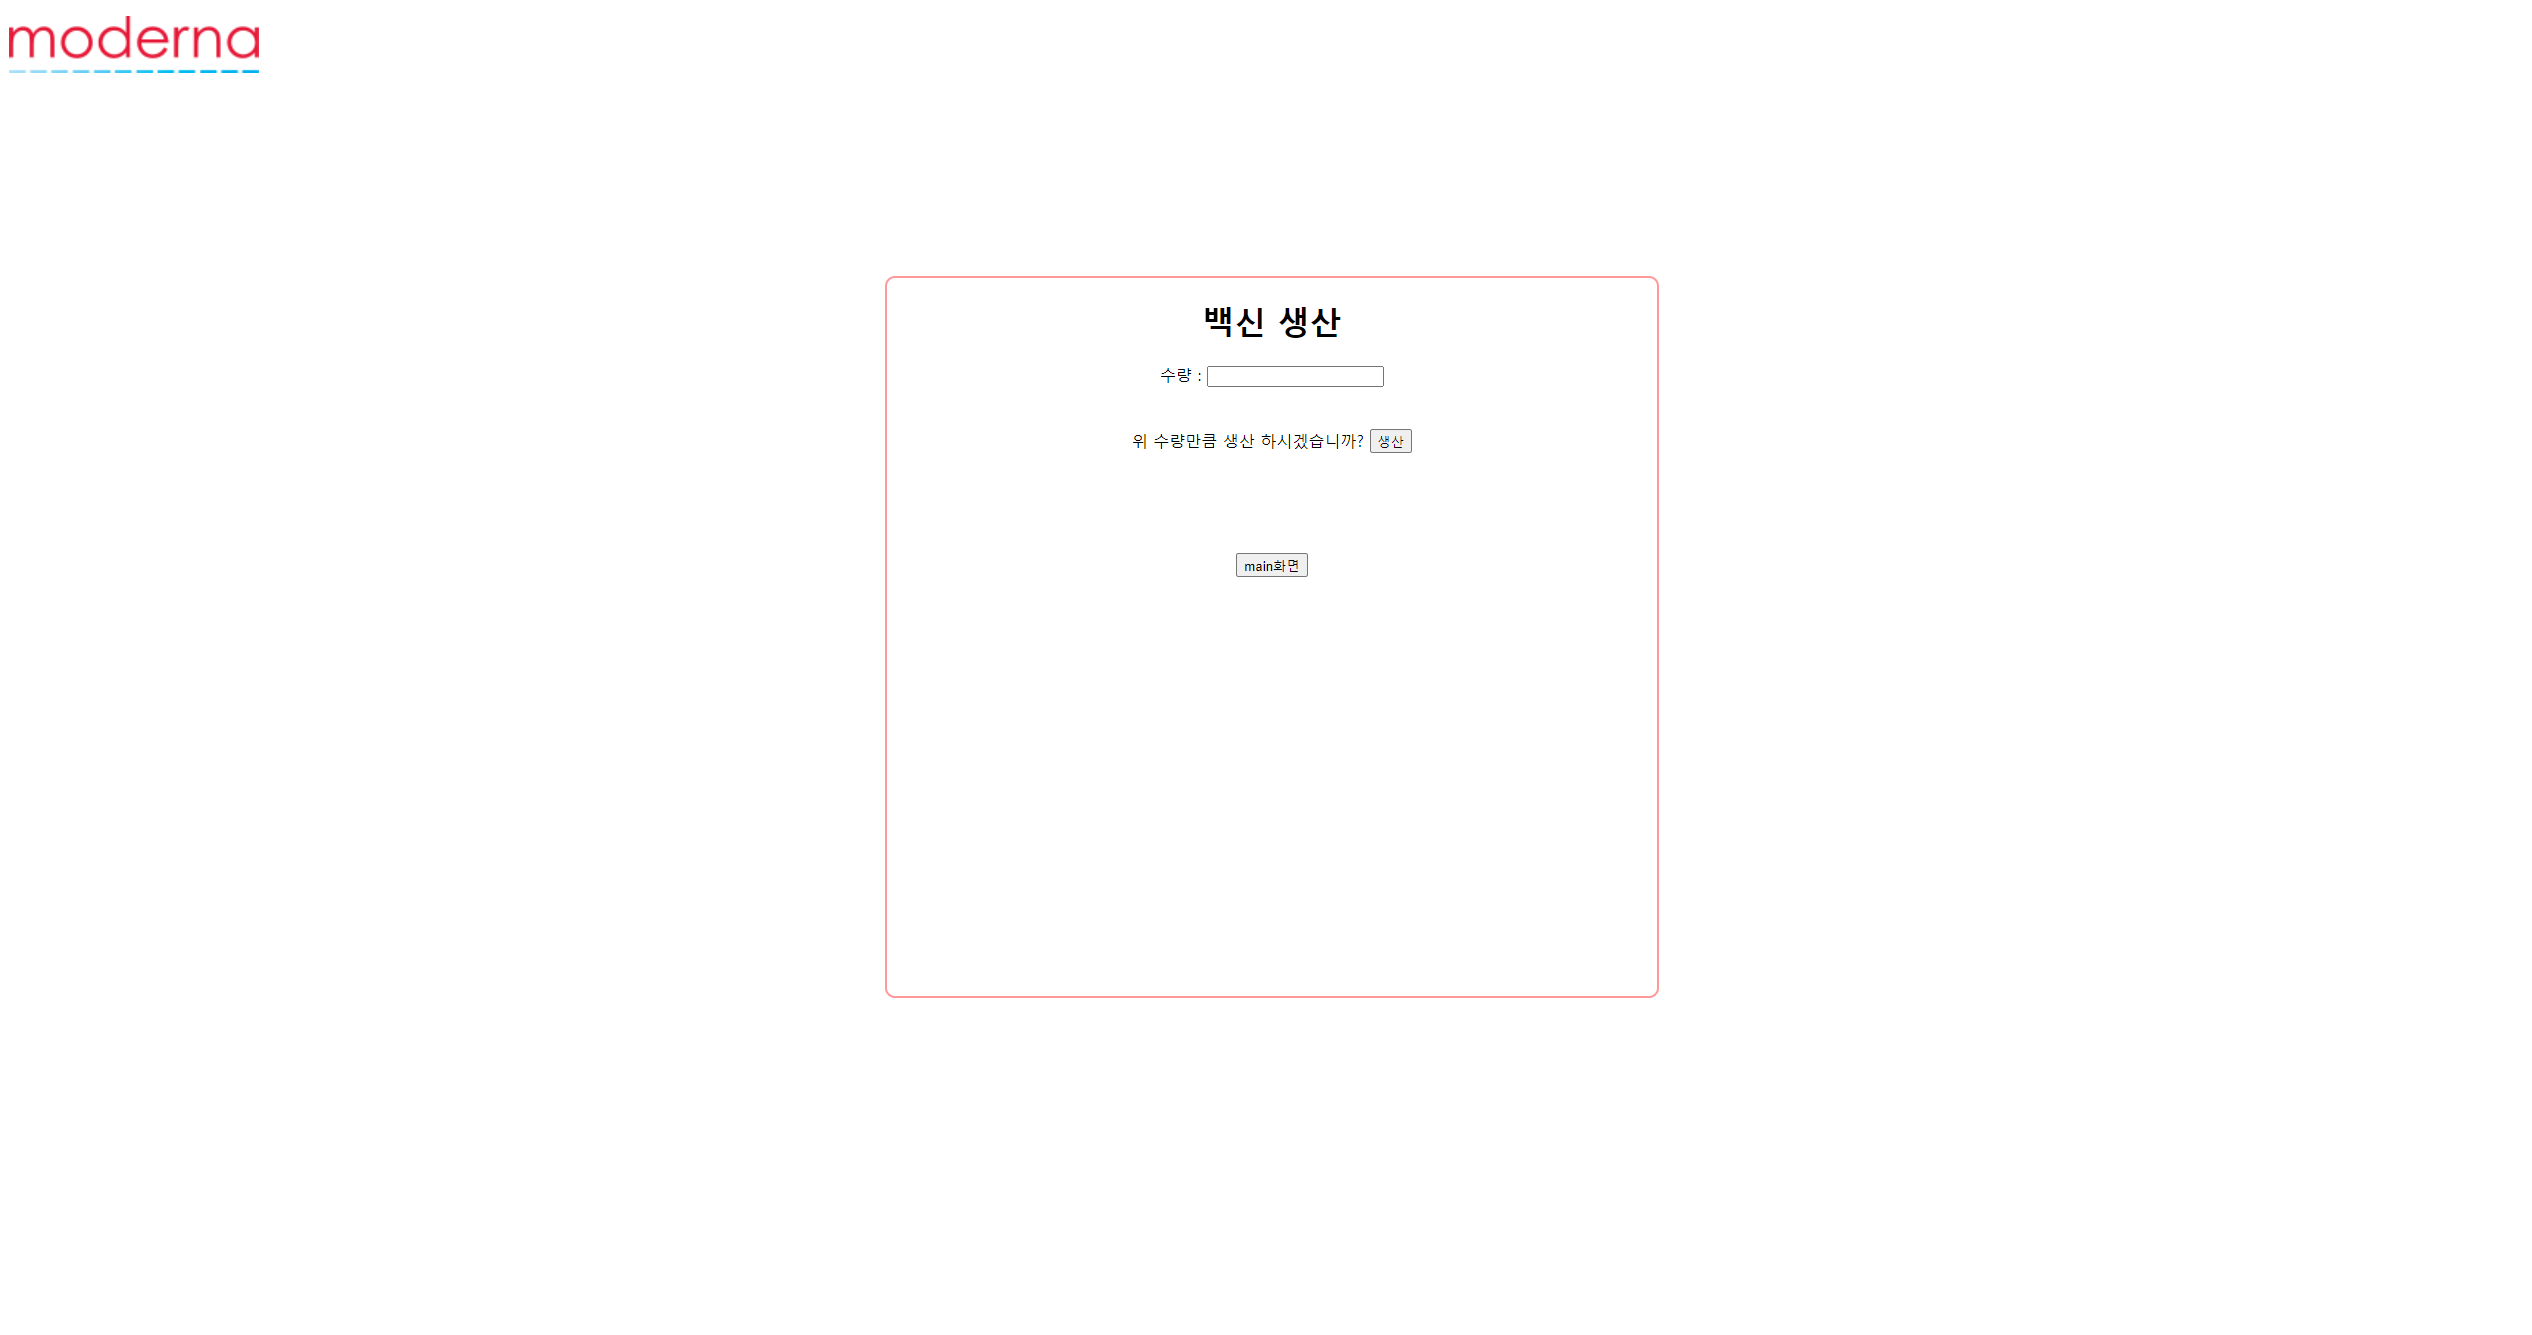 moderna
백신 생산
수량 :
위 수량만큼 생산 하시겠습니까? 생산
main화면